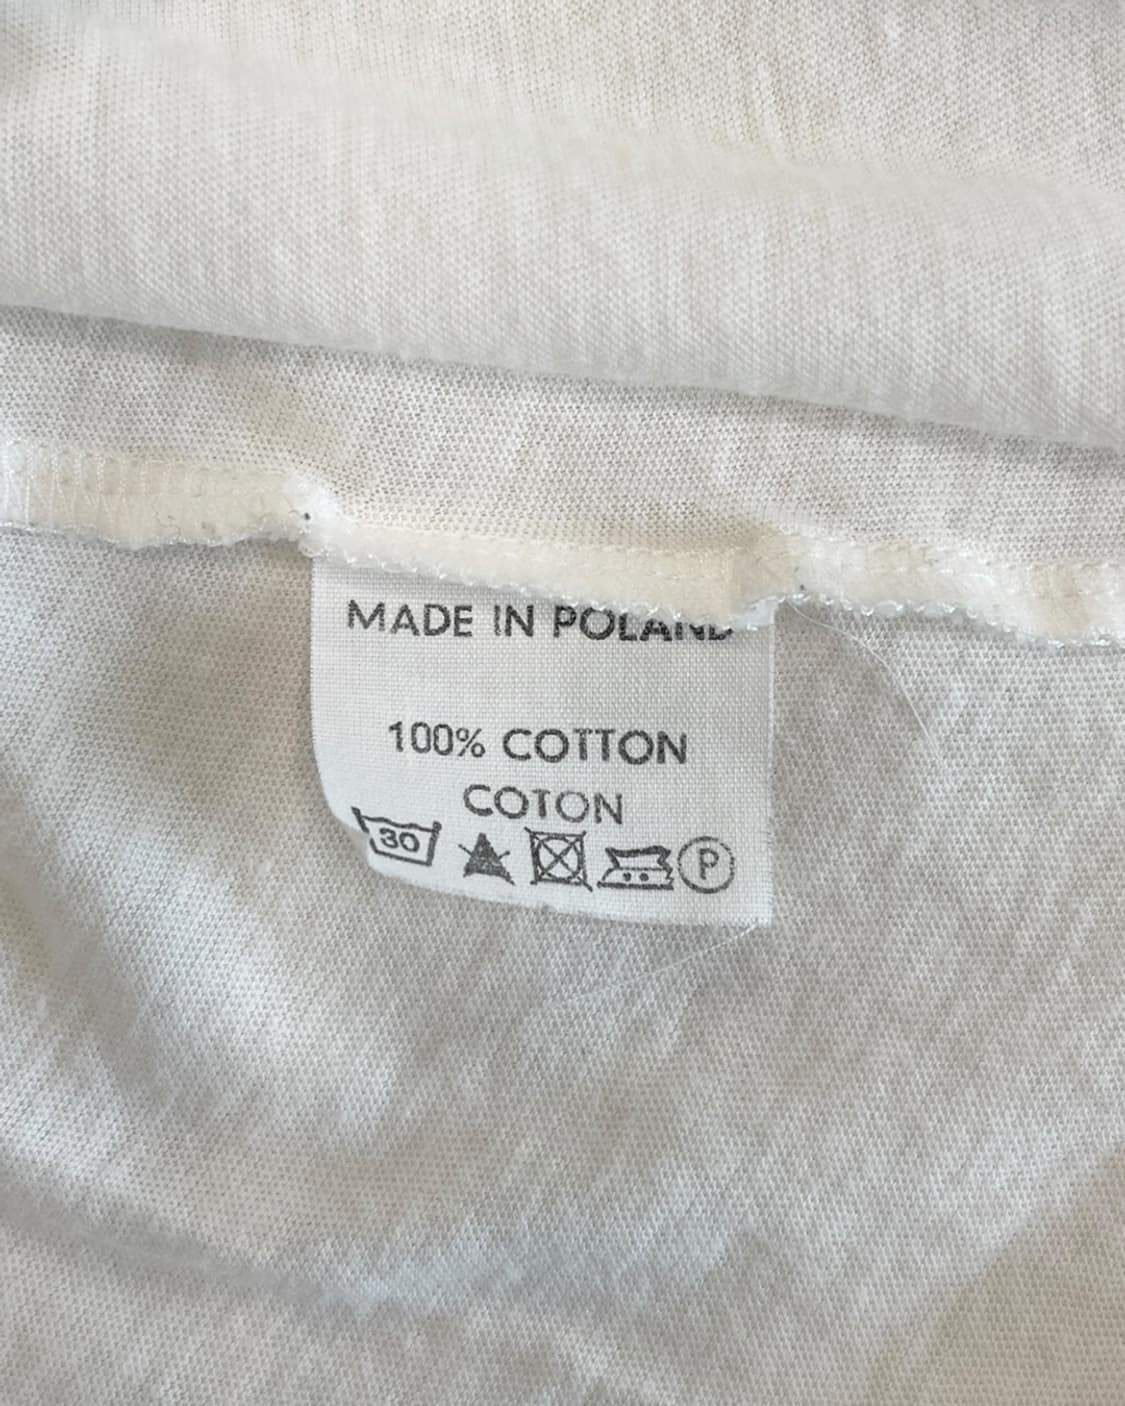 MADE IN POLAND
100% COTTON
COTON
30 P